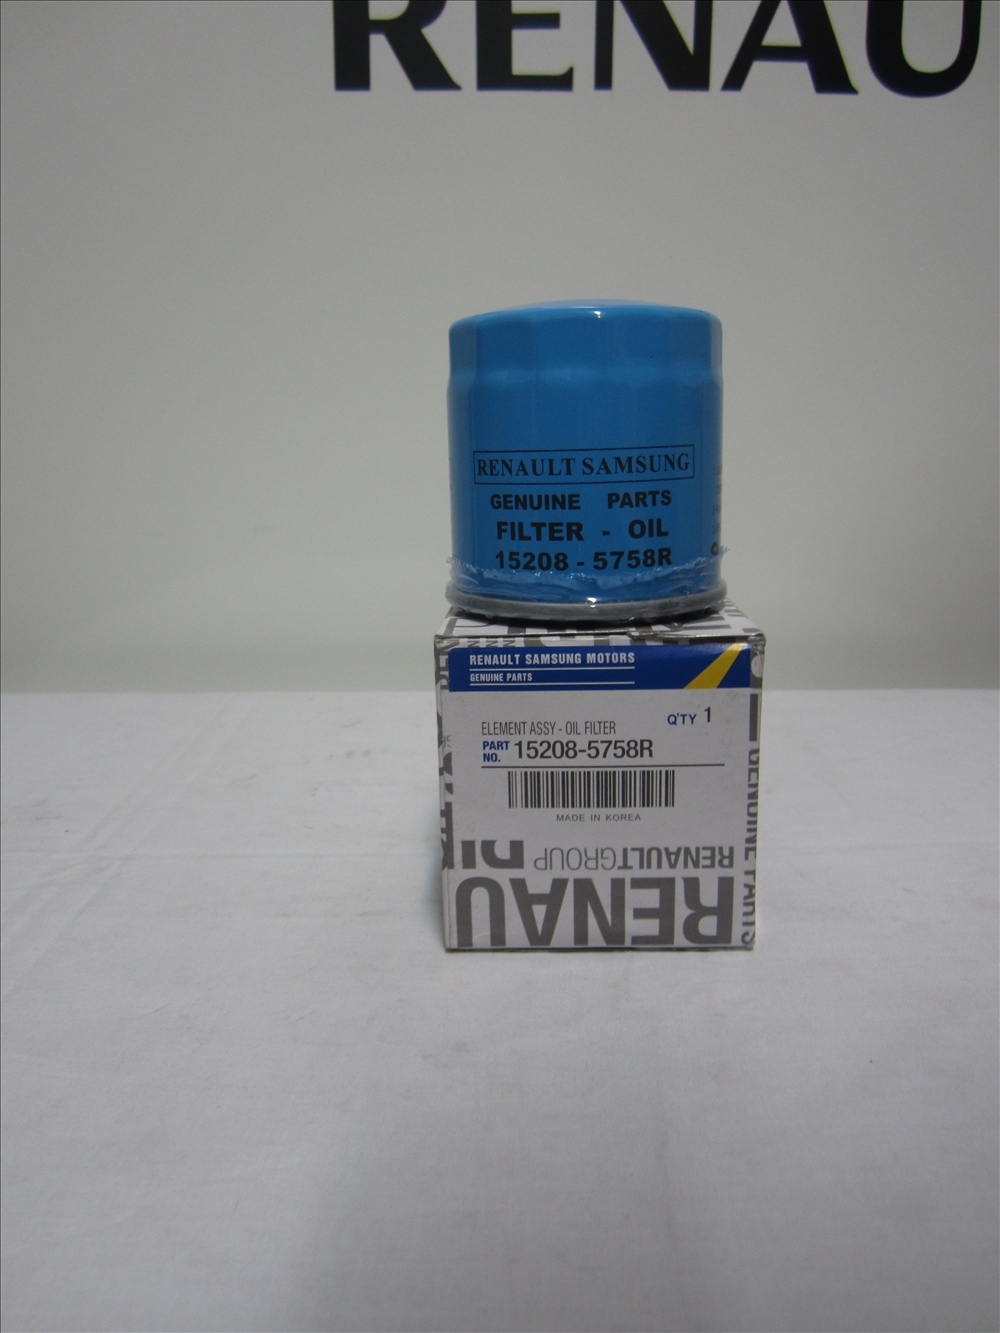 RENAU
RENAULT SAMSUNG
GENUINE PARTS
FILTER - OIL
15208 - 5758R
RENAULT SAMSUNG MOTORS
GENUINE PARTS
ELEMENT ASSY - OIL FILTER
Q'TY 1
PART NO. 15208-5758R
MADE IN KOREA
RENAULTGROUP
RENAU
GENUINE PARTS